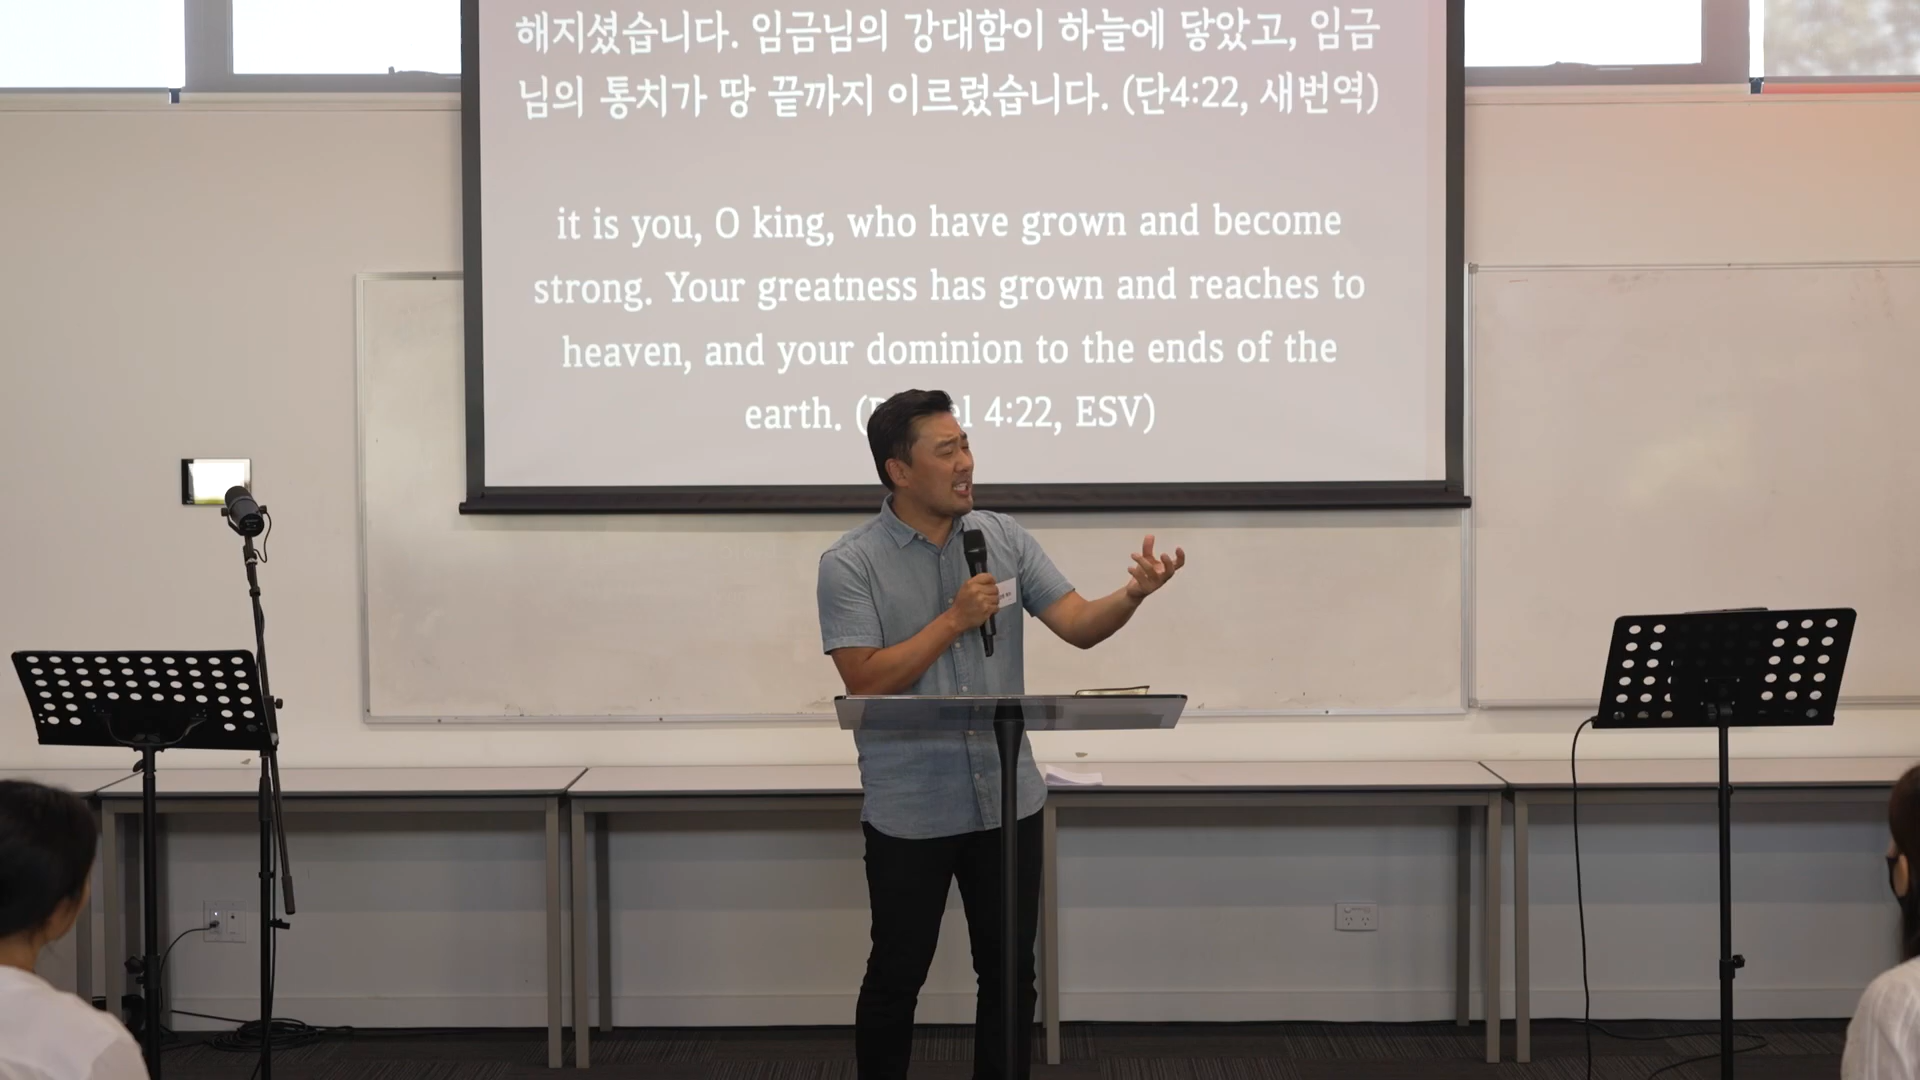 해지셨습니다. 임금님의 강대함이 하늘에 닿았고, 임금
님의 통치가 땅 끝까지 이르렀습니다. (단4:22, 새번역)
it is you, O king, who have grown and become
strong. Your greatness has grown and reaches to
heaven, and your dominion to the ends of the
earth. ( 4:22, ESV)